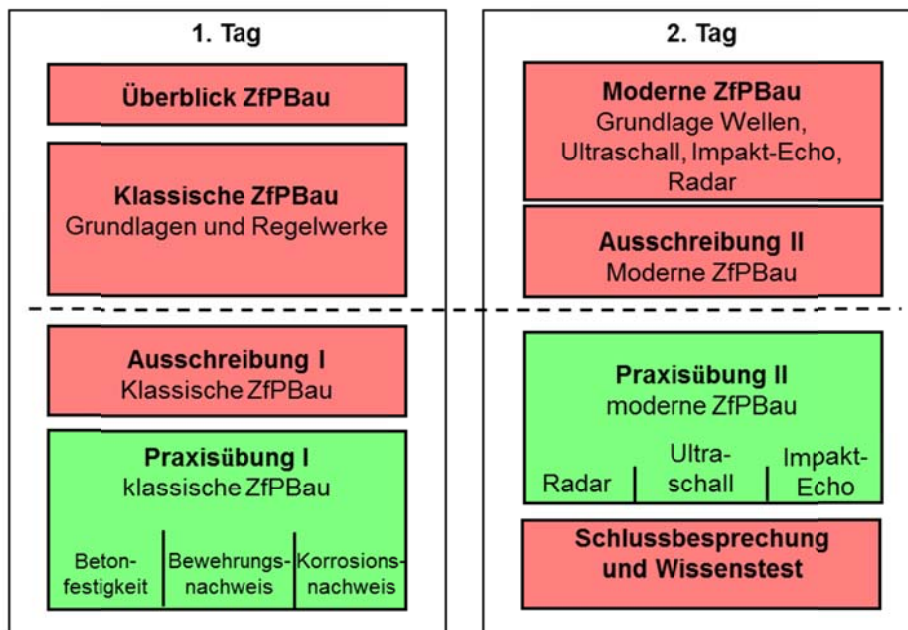 1. Tag
Überblick ZfPBau
Klassische ZfPBau
Grundlagen und Regelwerke
Ausschreibung I
Klassische ZfPBau
Praxisübung I
klassische ZfPBau
Beton-
festigkeit
Bewehrungs-
nachweis
Korrosions-
nachweis
2. Tag
Moderne ZfPBau
Grundlage Wellen,
Ultraschall, Impakt-Echo,
Radar
Ausschreibung II
Moderne ZfPBau
Praxisübung II
moderne ZfPBau
Radar
Ultra-
schall
Impakt-
Echo
Schlussbesprechung
und Wissenstest